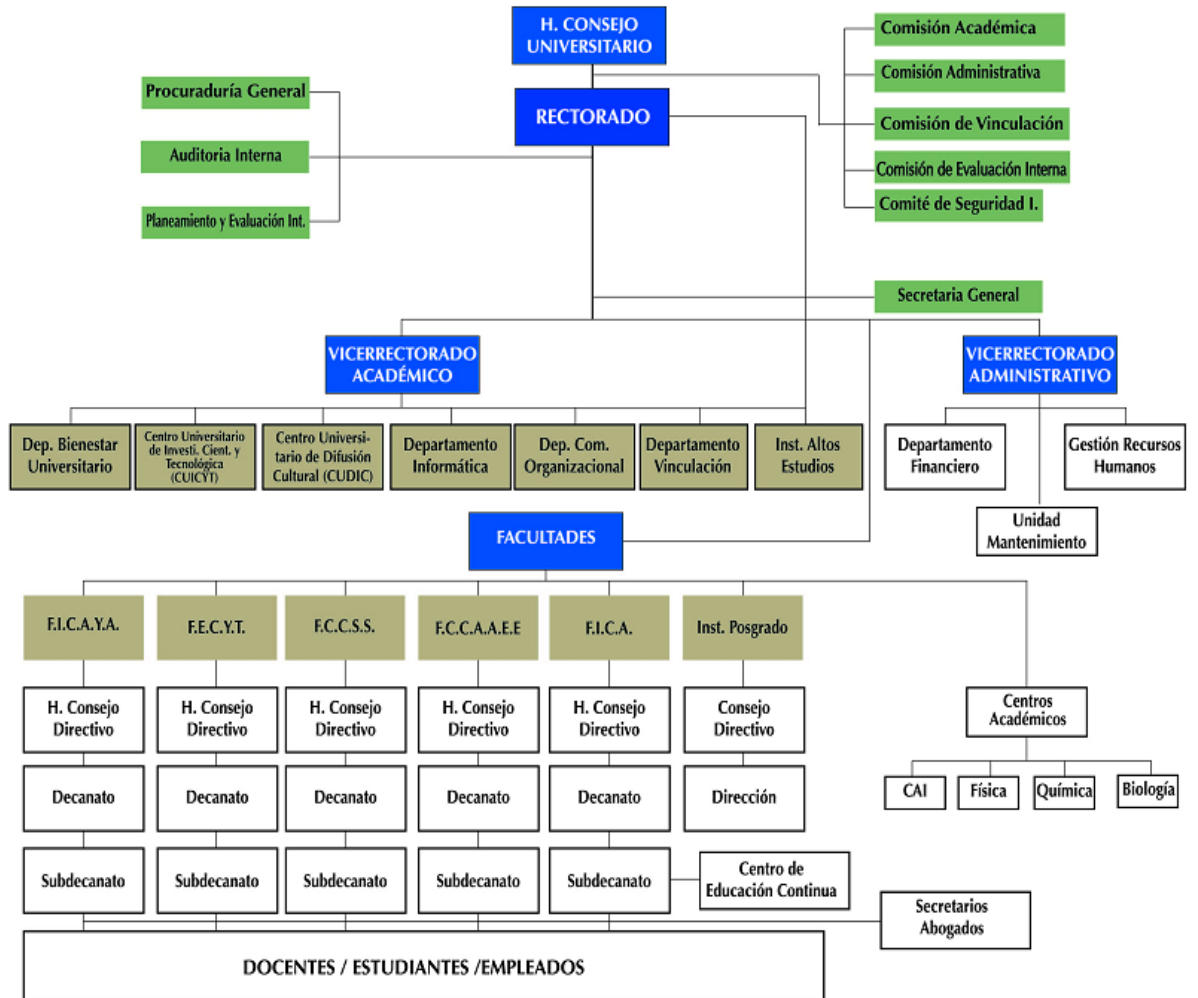 H. CONSEJO
UNIVERSITARIO
RECTORADO
Procuraduría General
Auditoria Interna
Planeamiento y Evaluación Int.
Comisión Académica
Comisión Administrativa
Comisión de Vinculación
Comisión de Evaluación Interna
Comité de Seguridad I.
Secretaria General
VICERRECTORADO
ACADÉMICO
VICERRECTORADO
ADMINISTRATIVO
Dep. Bienestar
Universitario
Centro Universitario
de Investi. Cient. y
Tecnológica
(CUICYT)
Centro Universi-
tario de Difusión
Cultural (CUDIC)
Departamento
Informática
Dep. Com.
Organizacional
Departamento
Vinculación
Inst. Altos
Estudios
Departamento
Financiero
Gestión Recursos
Humanos
Unidad
Mantenimiento
FACULTADES
F.I.C.A.Y.A.
F.E.C.Y.T.
F.C.C.S.S.
F.C.C.A.A.E.E
F.I.C.A.
Inst. Posgrado
H. Consejo
Directivo
H. Consejo
Directivo
H. Consejo
Directivo
H. Consejo
Directivo
H. Consejo
Directivo
Consejo
Directivo
Centros
Académicos
Decanato
Decanato
Decanato
Decanato
Decanato
Dirección
CAI
Física
Química
Biología
Subdecanato
Subdecanato
Subdecanato
Subdecanato
Subdecanato
Centro de
Educación Continua
Secretarios
Abogados
DOCENTES / ESTUDIANTES /EMPLEADOS